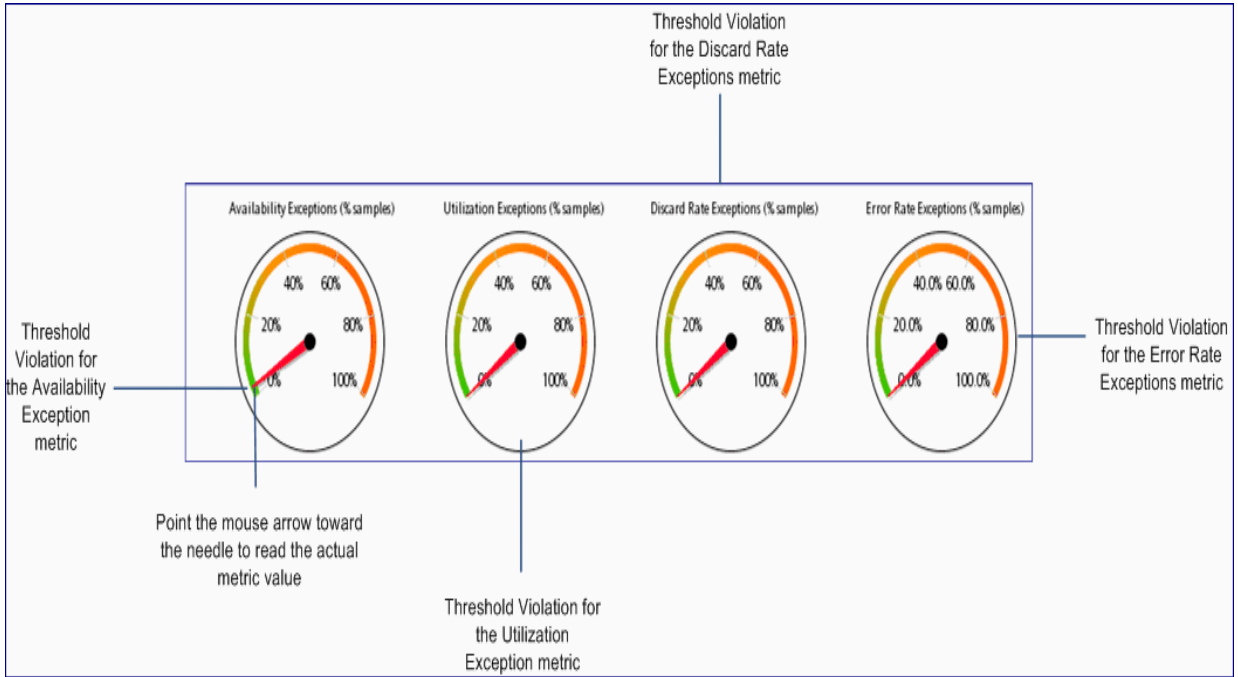 Threshold Violation
for the Discard Rate
Exceptions metric
Availability Exceptions (% samples)
Utilization Exceptions (% samples)
Discard Rate Exceptions (% samples)
Error Rate Exceptions (% samples)
40% 60%
20% 80%
0% 100%
40% 60%
20% 80%
0% 100%
40% 60%
20% 80%
0% 100%
40.0% 60.0%
20.0% 80.0%
0.0% 100.0%
Threshold
Violation for
the Availability
Exception
metric
Threshold Violation
for the Error Rate
Exceptions metric
Point the mouse arrow toward
the needle to read the actual
metric value
Threshold Violation for
the Utilization
Exception metric